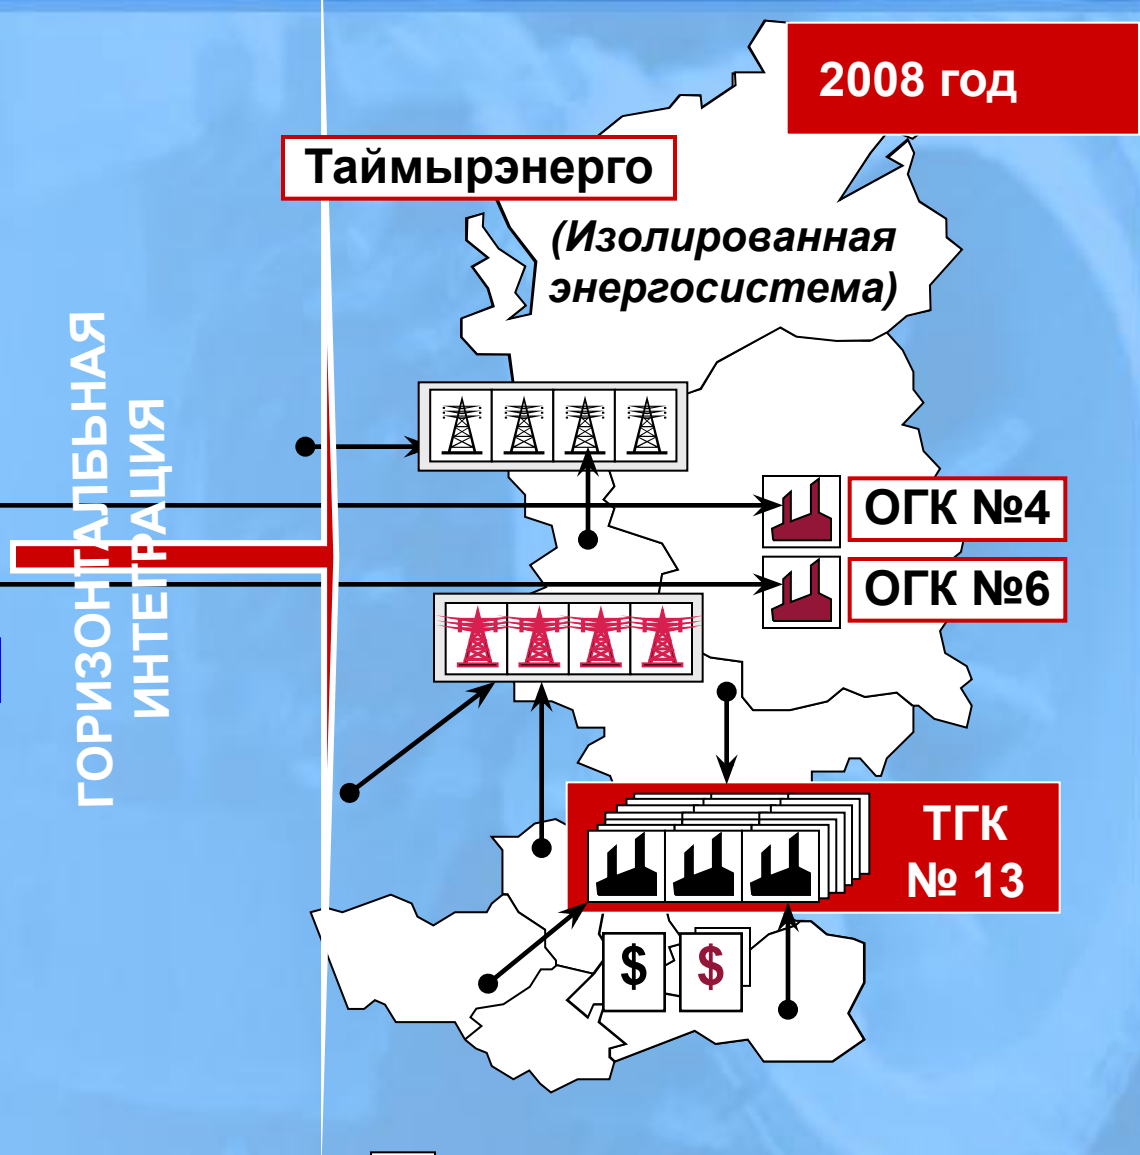 2008 год
Таймырэнерго
(Изолированная
энергосистема)
ГОРИЗОНТАЛЬНАЯ
ИНТЕГРАЦИЯ
ОГК №4
ОГК №6
ТГК
№ 13
$
$